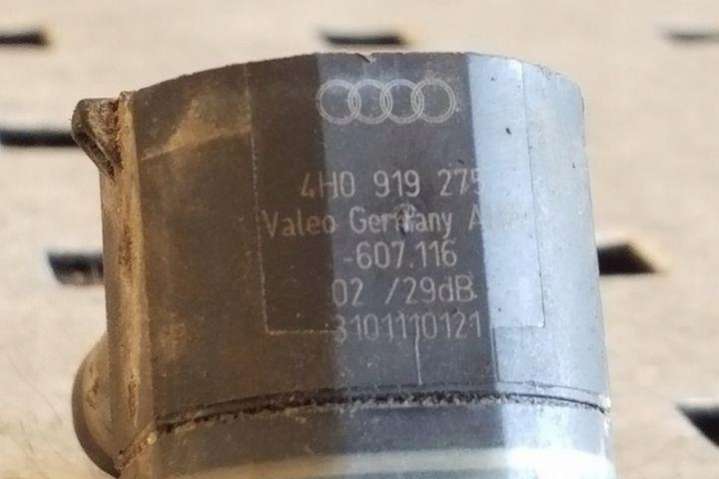 4H0 919 275
Valeo Germany
-607.116
02 /29dB
3101110121